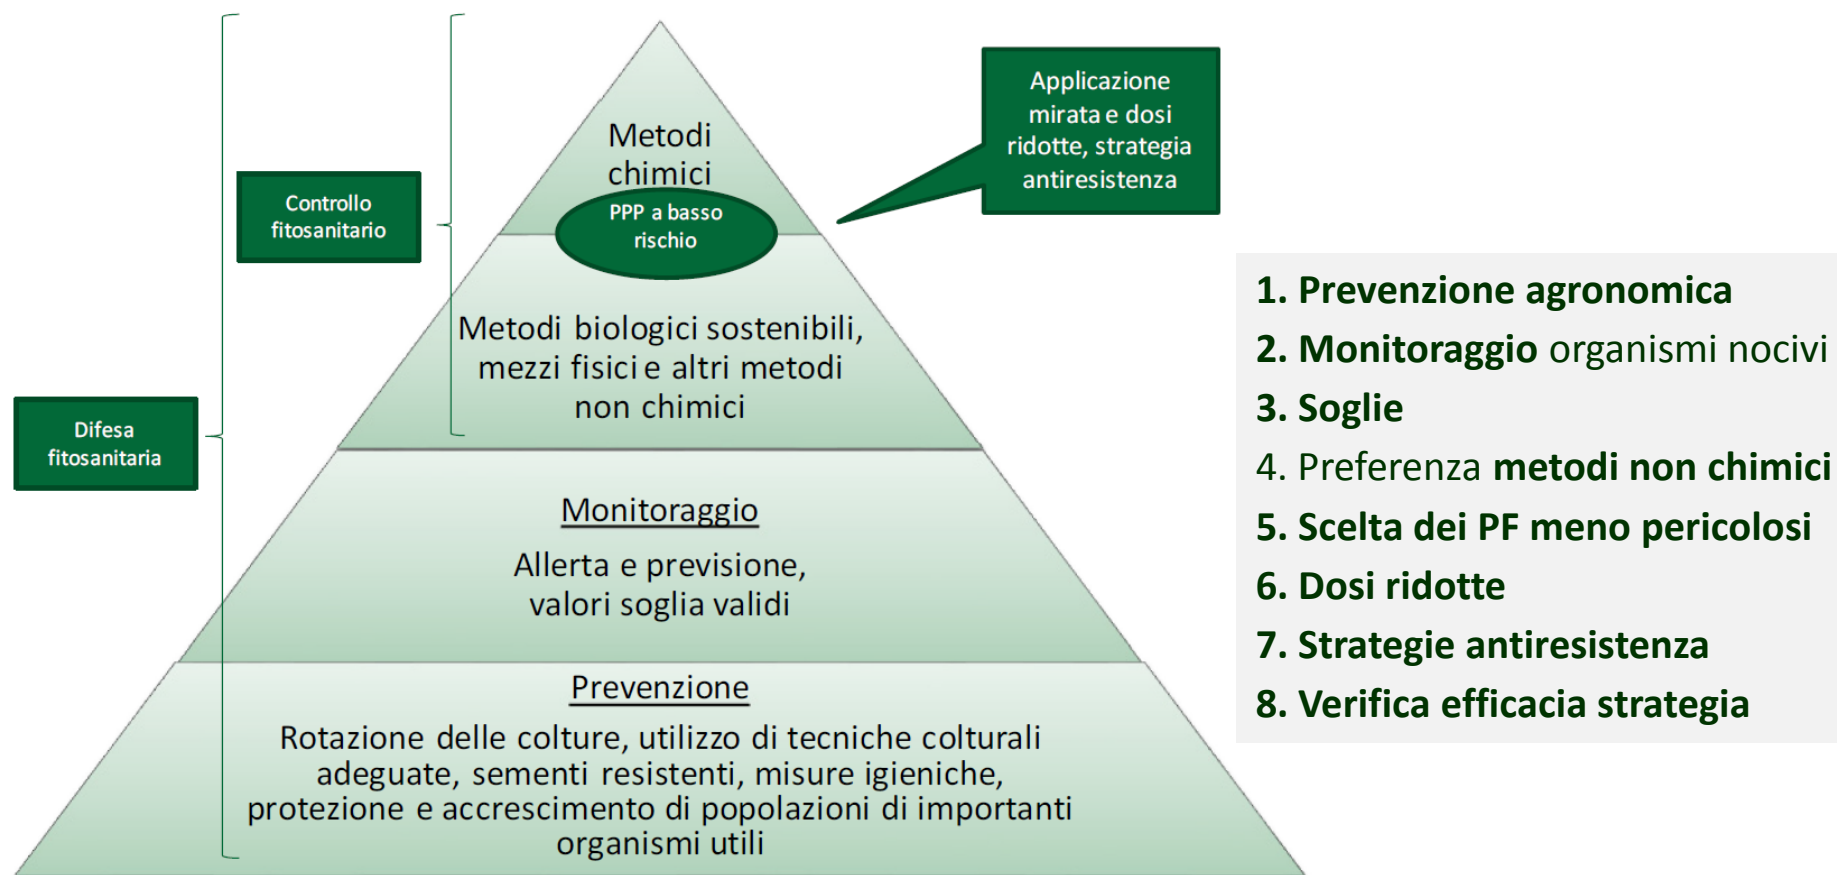 Metodi
chimici
PPP a basso
rischio
Applicazione
mirata e dosi
ridotte, strategia
antiresistenza
Controllo
fitosanitario
Metodi biologici sostenibili,
mezzi fisici e altri metodi
non chimici
Difesa
fitosanitaria
Monitoraggio
Allerta e previsione,
valori soglia validi
Prevenzione
Rotazione delle colture, utilizzo di tecniche colturali
adeguate, sementi resistenti, misure igieniche,
protezione e accrescimento di popolazioni di importanti
organismi utili
1. Prevenzione agronomica
2. Monitoraggio organismi nocivi
3. Soglie
4. Preferenza metodi non chimici
5. Scelta dei PF meno pericolosi
6. Dosi ridotte
7. Strategie antiresistenza
8. Verifica efficacia strategia